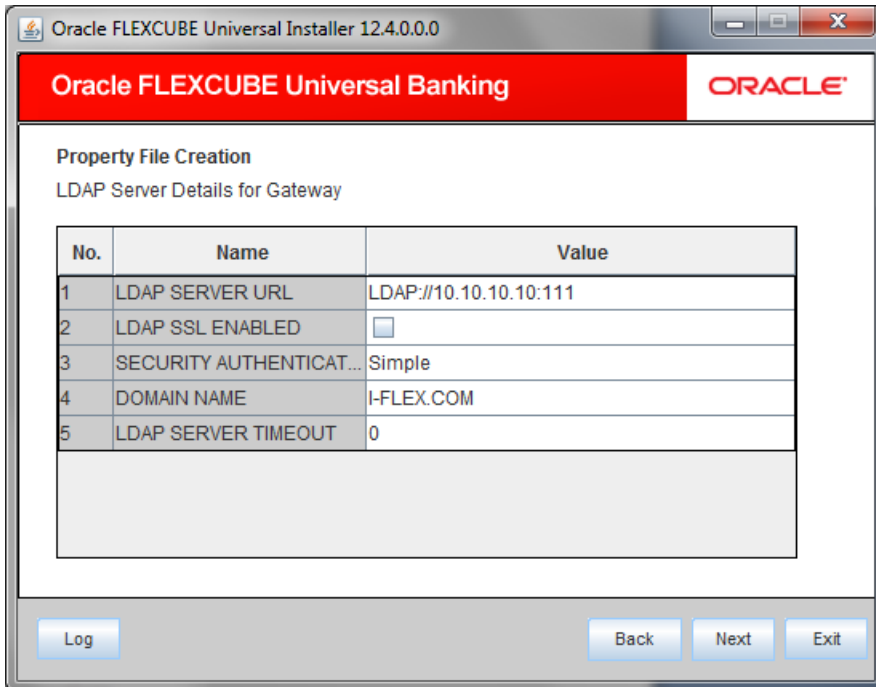 Oracle FLEXCUBE Universal Installer 12.4.0.0.0
Oracle FLEXCUBE Universal Banking ORACLE
Property File Creation
LDAP Server Details for Gateway
No. Name Value
1 LDAP SERVER URL LDAP://10.10.10.10:111
2 LDAP SSL ENABLED
3 SECURITY AUTHENTICAT... Simple
4 DOMAIN NAME I-FLEX.COM
5 LDAP SERVER TIMEOUT 0
Log Back Next Exit